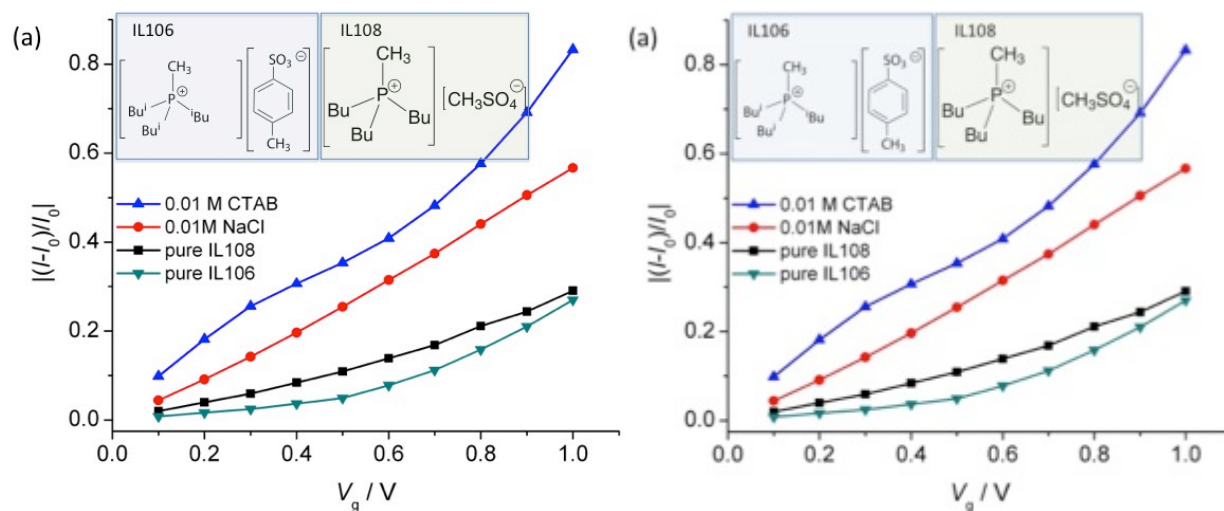 (a)
IL106
IL108
CH₃
P⊕
Buⁱ
Buⁱ
ⁱBu
SO₃⊖
CH₃
CH₃
P⊕
Bu
Bu
Bu
[CH₃SO₄⊖]
0.8
0.6
0.4
0.2
0.0
|(I-I₀)/I₀|
0.01 M CTAB
0.01M NaCl
pure IL108
pure IL106
0.0 0.2 0.4 0.6 0.8 1.0
V_g / V
(a)
IL106
IL108
CH₃
P⊕
Buⁱ
Buⁱ
ⁱBu
SO₃⊖
CH₃
CH₃
P⊕
Bu
Bu
Bu
[CH₃SO₄⊖]
0.8
0.6
0.4
0.2
0.0
|(I-I₀)/I₀|
0.01 M CTAB
0.01M NaCl
pure IL108
pure IL106
0.0 0.2 0.4 0.6 0.8 1.0
V_g / V